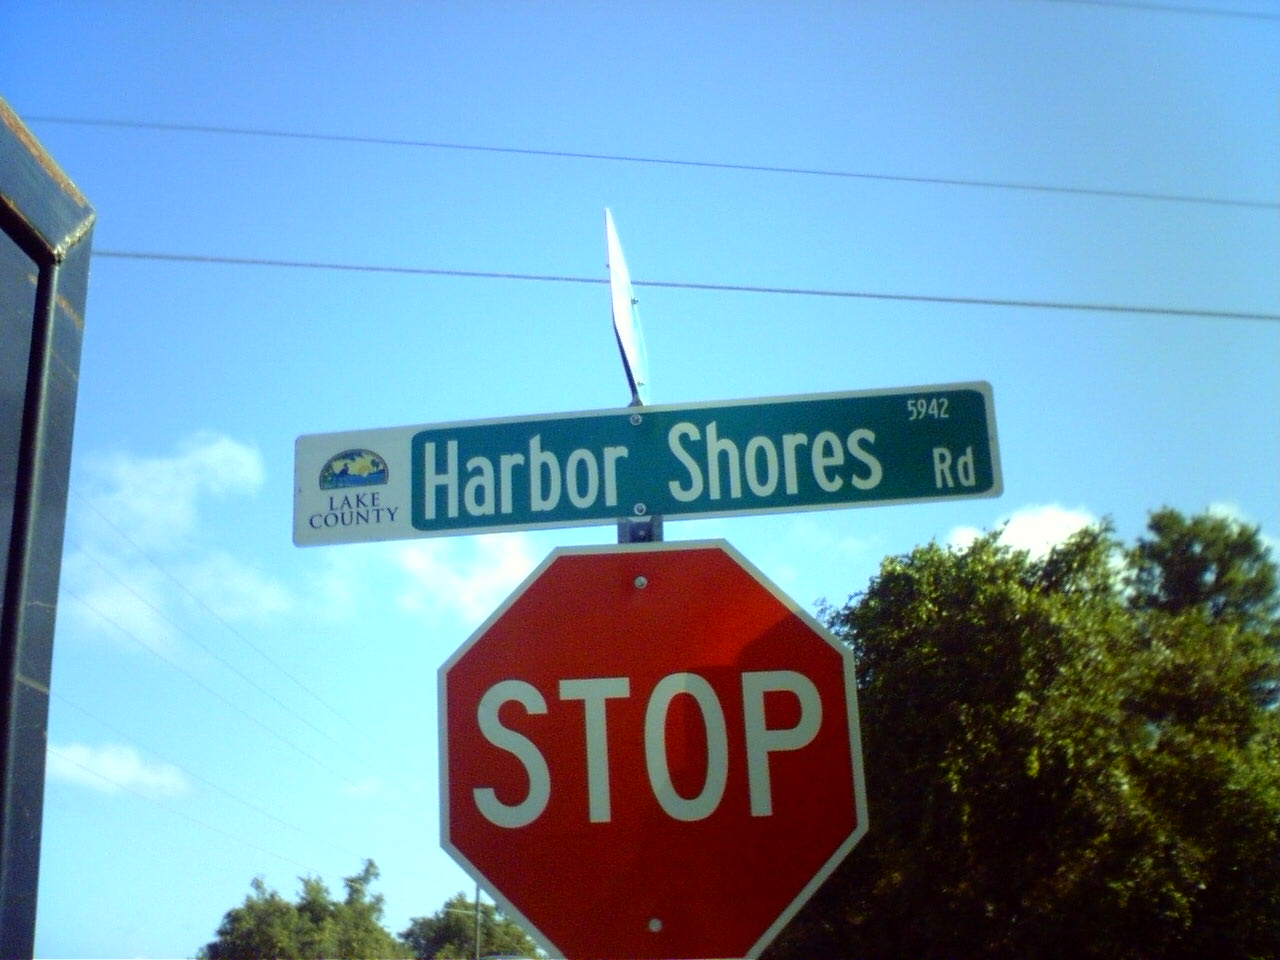 5942
Harbor Shores Rd
LAKE
COUNTY
STOP